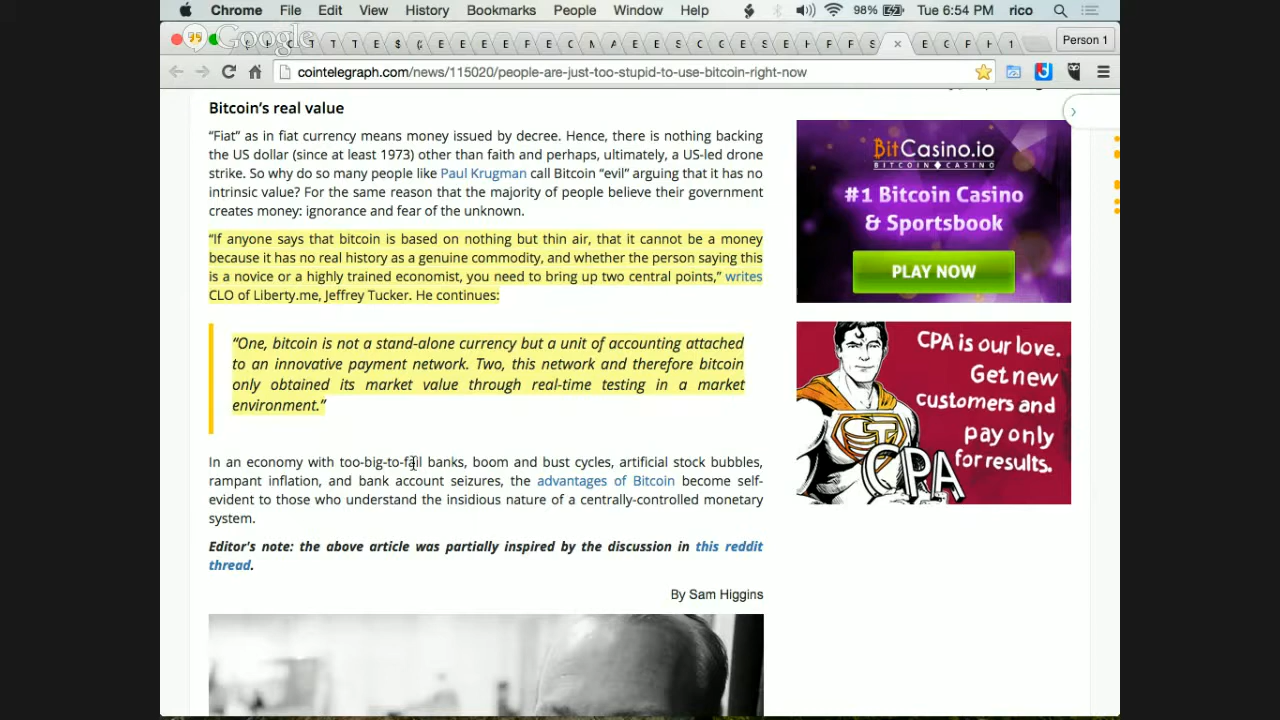 Chrome File Edit View History Bookmarks People Window Help 98% Tue 6:54 PM rico
Google
T T E $ E E E F E C M A E E S C C E S E H F F S × E C F H 1 Person 1
cointelegraph.com/news/115020/people-are-just-too-stupid-to-use-bitcoin-right-now
Bitcoin's real value
“Fiat” as in fiat currency means money issued by decree. Hence, there is nothing backing
the US dollar (since at least 1973) other than faith and perhaps, ultimately, a US-led drone
strike. So why do so many people like Paul Krugman call Bitcoin “evil” arguing that it has no
intrinsic value? For the same reason that the majority of people believe their government
creates money: ignorance and fear of the unknown.
“If anyone says that bitcoin is based on nothing but thin air, that it cannot be a money
because it has no real history as a genuine commodity, and whether the person saying this
is a novice or a highly trained economist, you need to bring up two central points,” writes
CLO of Liberty.me, Jeffrey Tucker. He continues:
“One, bitcoin is not a stand-alone currency but a unit of accounting attached
to an innovative payment network. Two, this network and therefore bitcoin
only obtained its market value through real-time testing in a market
environment.”
In an economy with too-big-to-fail banks, boom and bust cycles, artificial stock bubbles,
rampant inflation, and bank account seizures, the advantages of Bitcoin become self-
evident to those who understand the insidious nature of a centrally-controlled monetary
system.
Editor's note: the above article was partially inspired by the discussion in this reddit
thread.
By Sam Higgins
BitCasino.io
BITCOIN CASINO
#1 Bitcoin Casino
& Sportsbook
PLAY NOW
CPA is our love.
Get new
customers and
pay only
for results.
CT
CPA